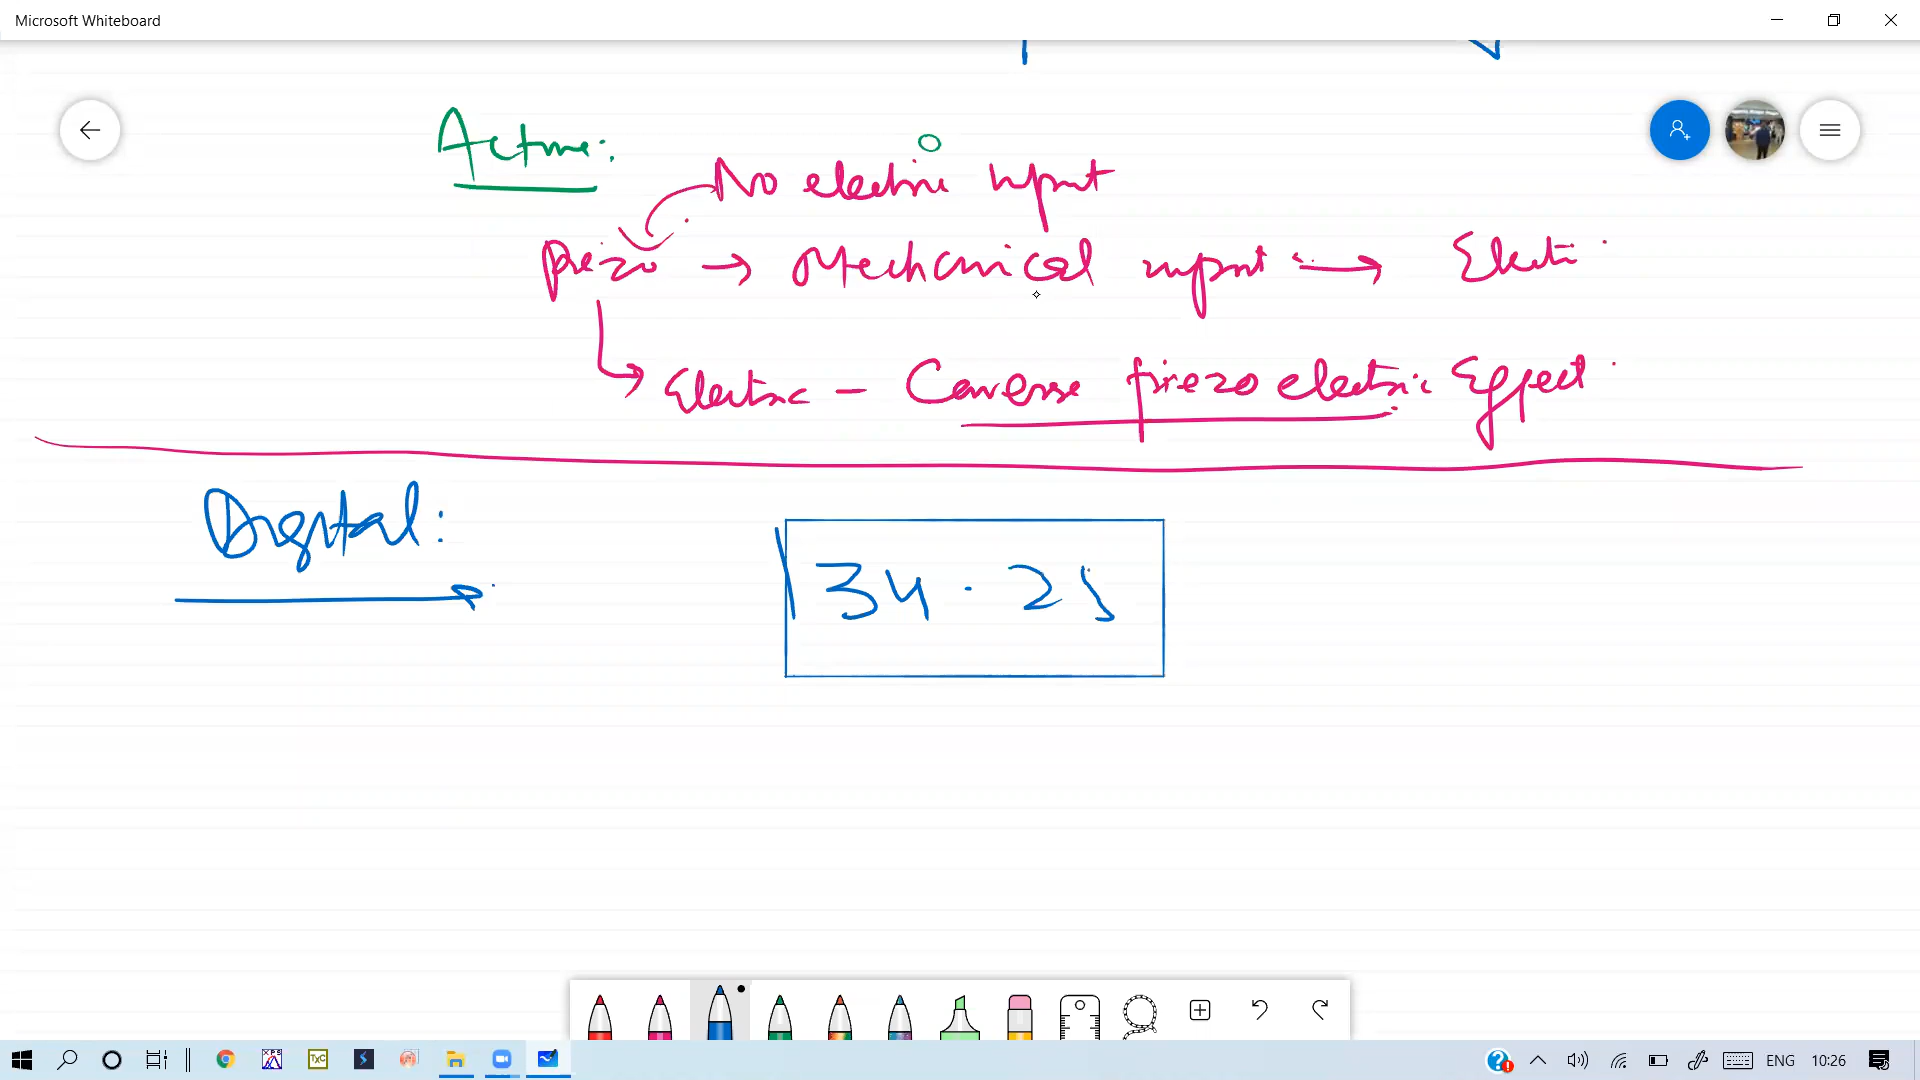 Microsoft Whiteboard
Active:
No electric input
piezo → Mechanical input → Electri
Electric - Converse piezo electric Effect
Digital:
34.25
ENG
10:26